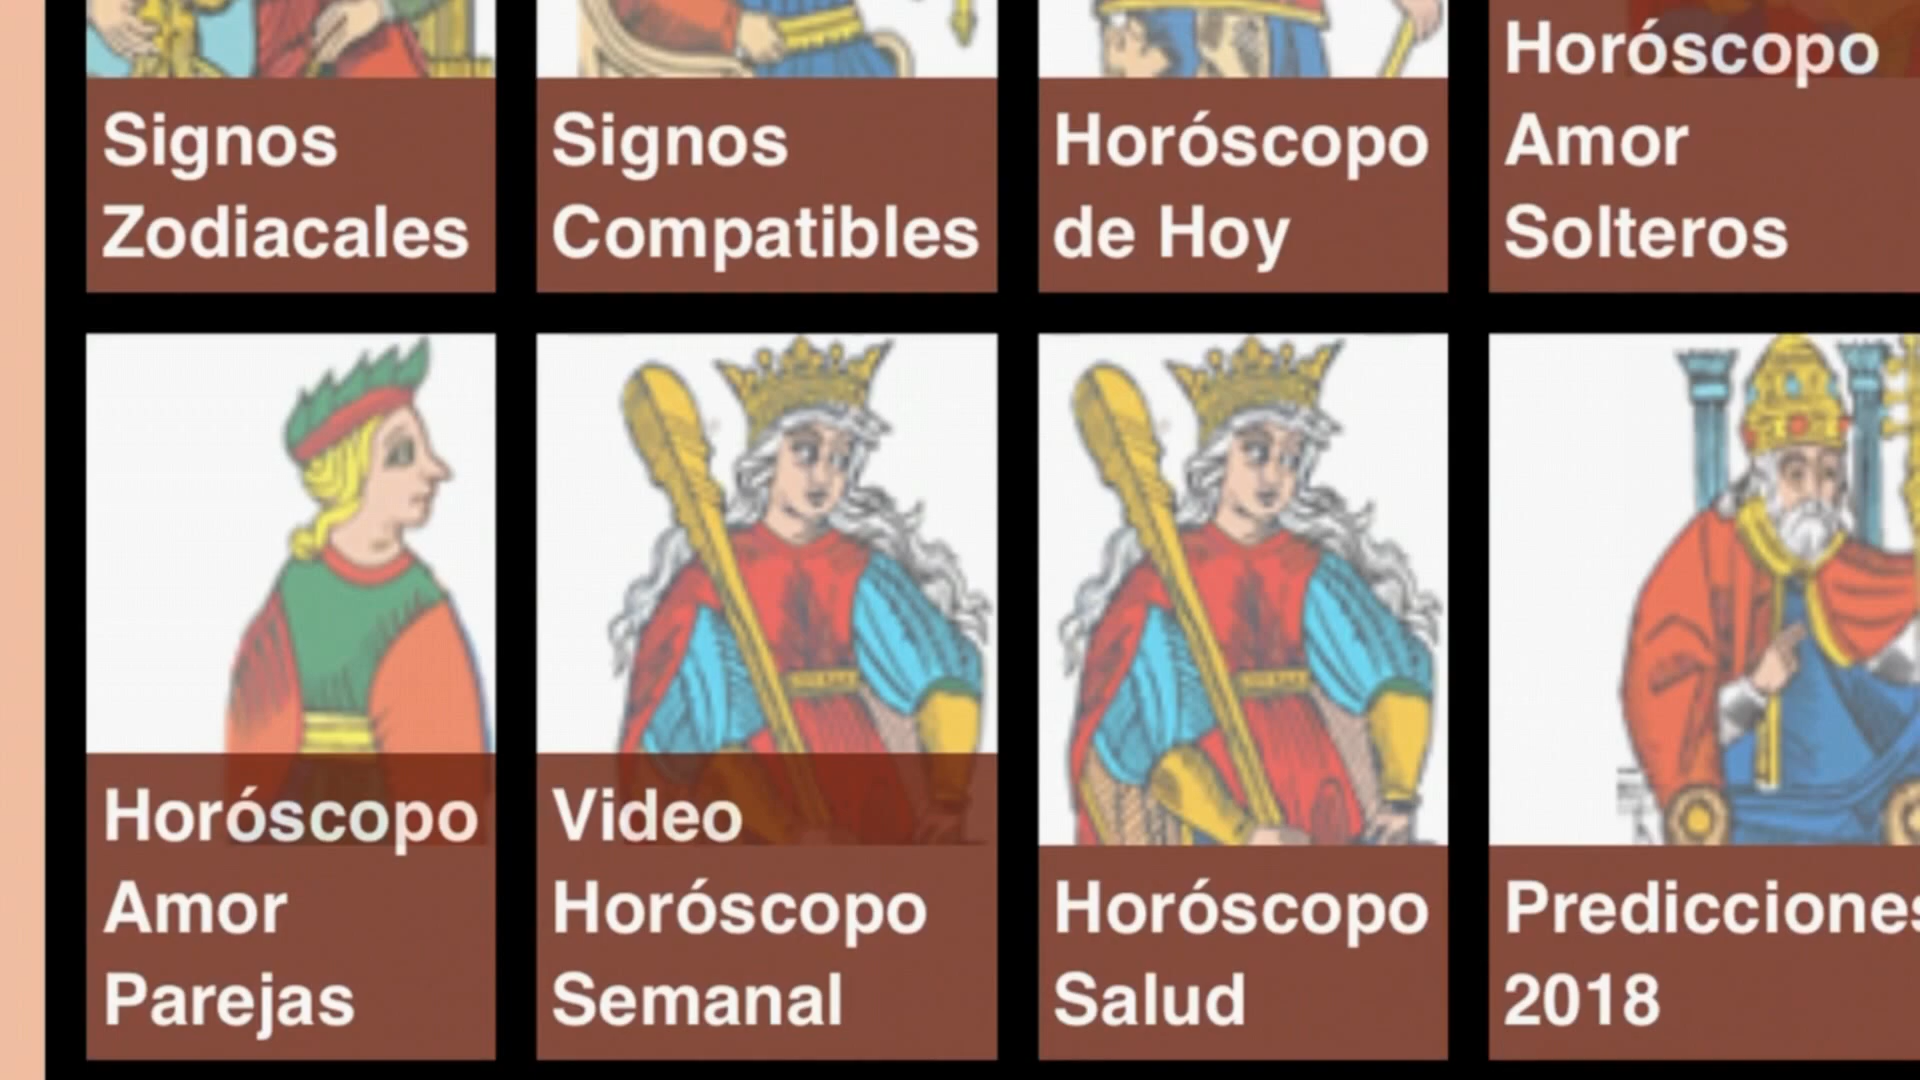 Signos
Zodiacales
Signos
Compatibles
Horóscopo
de Hoy
Horóscopo
Amor
Solteros
Horóscopo
Amor
Parejas
Video
Horóscopo
Semanal
Horóscopo
Salud
Predicciones
2018